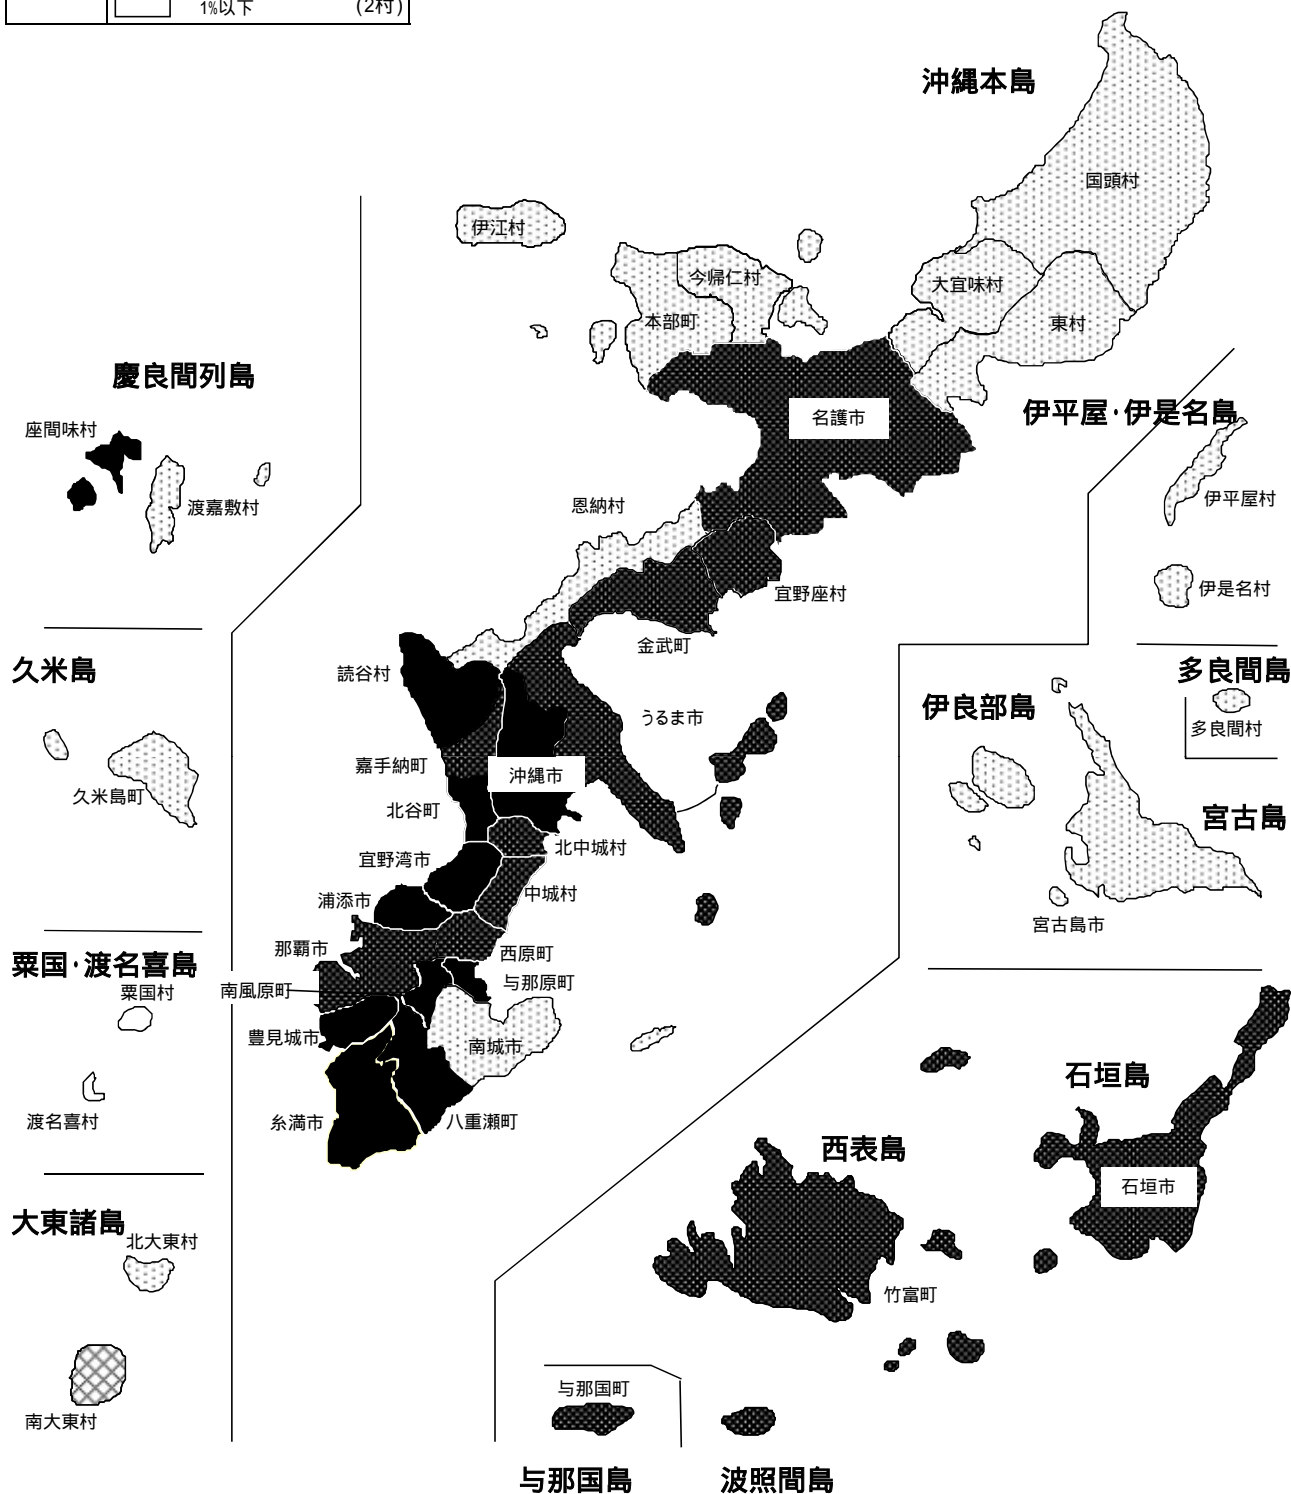 1%以下 (2村)
沖縄本島
国頭村
伊江村
今帰仁村
大宜味村
本部町
東村
慶良間列島
伊平屋・伊是名島
名護市
座間味村
伊平屋村
渡嘉敷村
恩納村
伊是名村
宜野座村
金武町
久米島
読谷村
多良間島
伊良部島
うるま市
多良間村
嘉手納町
沖縄市
久米島町
北谷町
宮古島
北中城村
宜野湾市
中城村
浦添市
宮古島市
那覇市
西原町
粟国・渡名喜島
粟国村
南風原町
与那原町
豊見城市
南城市
石垣島
渡名喜村
糸満市
八重瀬町
西表島
石垣市
大東諸島
北大東村
竹富町
与那国町
南大東村
与那国島
波照間島